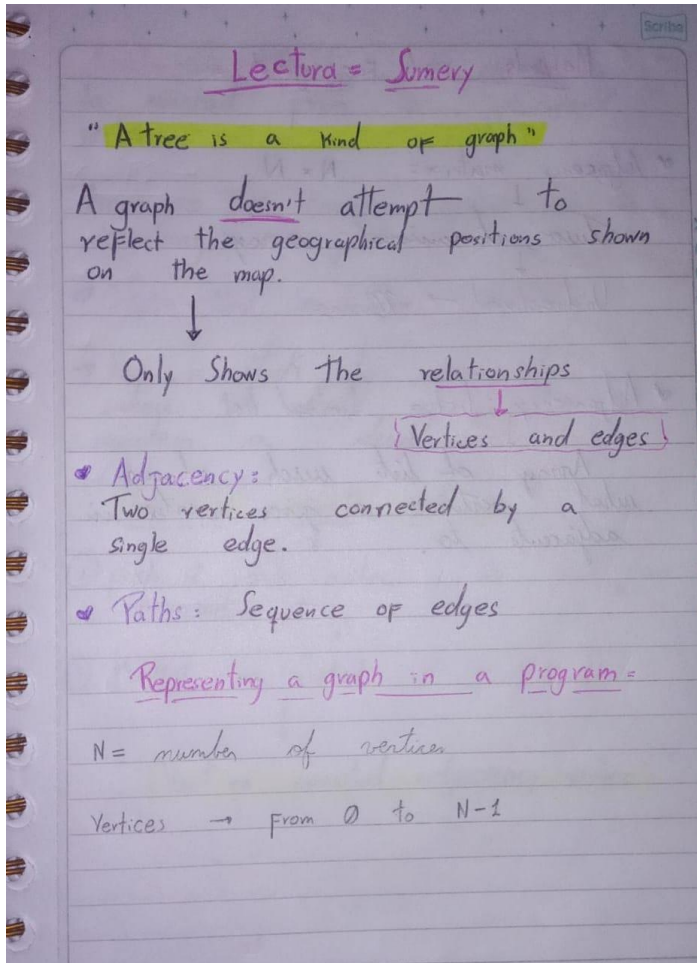 Scribe
Lectura = Sumery
"A tree is a kind of graph"
A graph doesn't attempt to
reflect the geographical positions shown
on the map.
↓
Only Shows the relationships
↓
Vertices and edges
• Adjacency:
Two vertices connected by a
single edge.
• Paths: Sequence of edges
Representing a graph in a program =
N = number of vertices
Vertices → From 0 to N-1